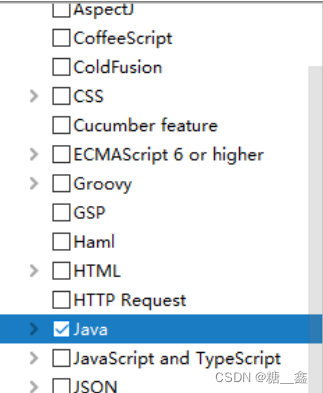 AspectJ
CoffeeScript
ColdFusion
CSS
Cucumber feature
ECMAScript 6 or higher
Groovy
GSP
Haml
HTML
HTTP Request
Java
JavaScript and TypeScript
JSON
CSDN @糖__鑫